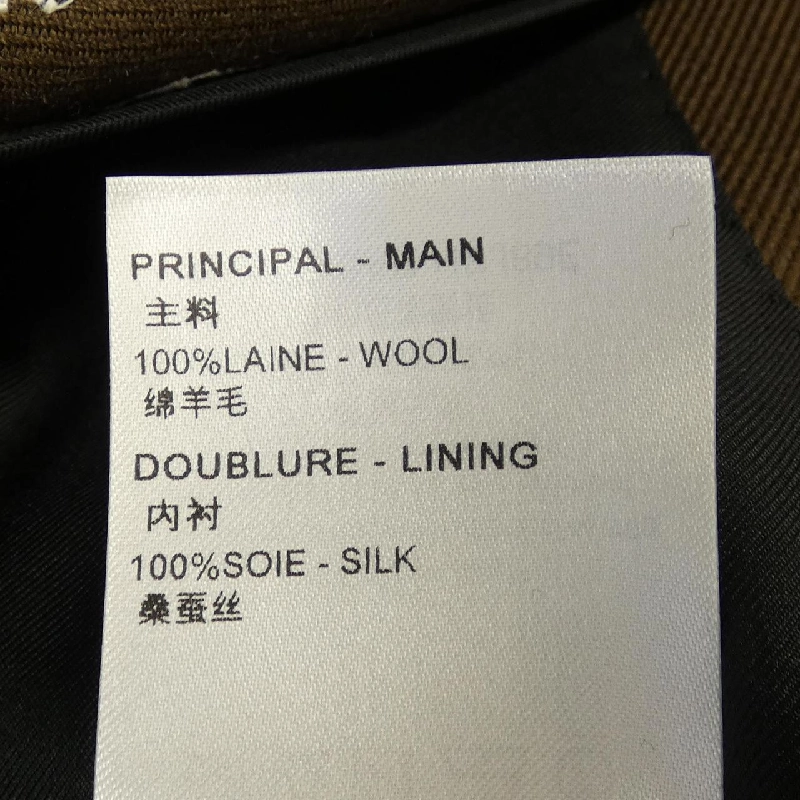 PRINCIPAL - MAIN
主料
100%LAINE - WOOL
绵羊毛
DOUBLURE - LINING
内衬
100%SOIE - SILK
桑蚕丝